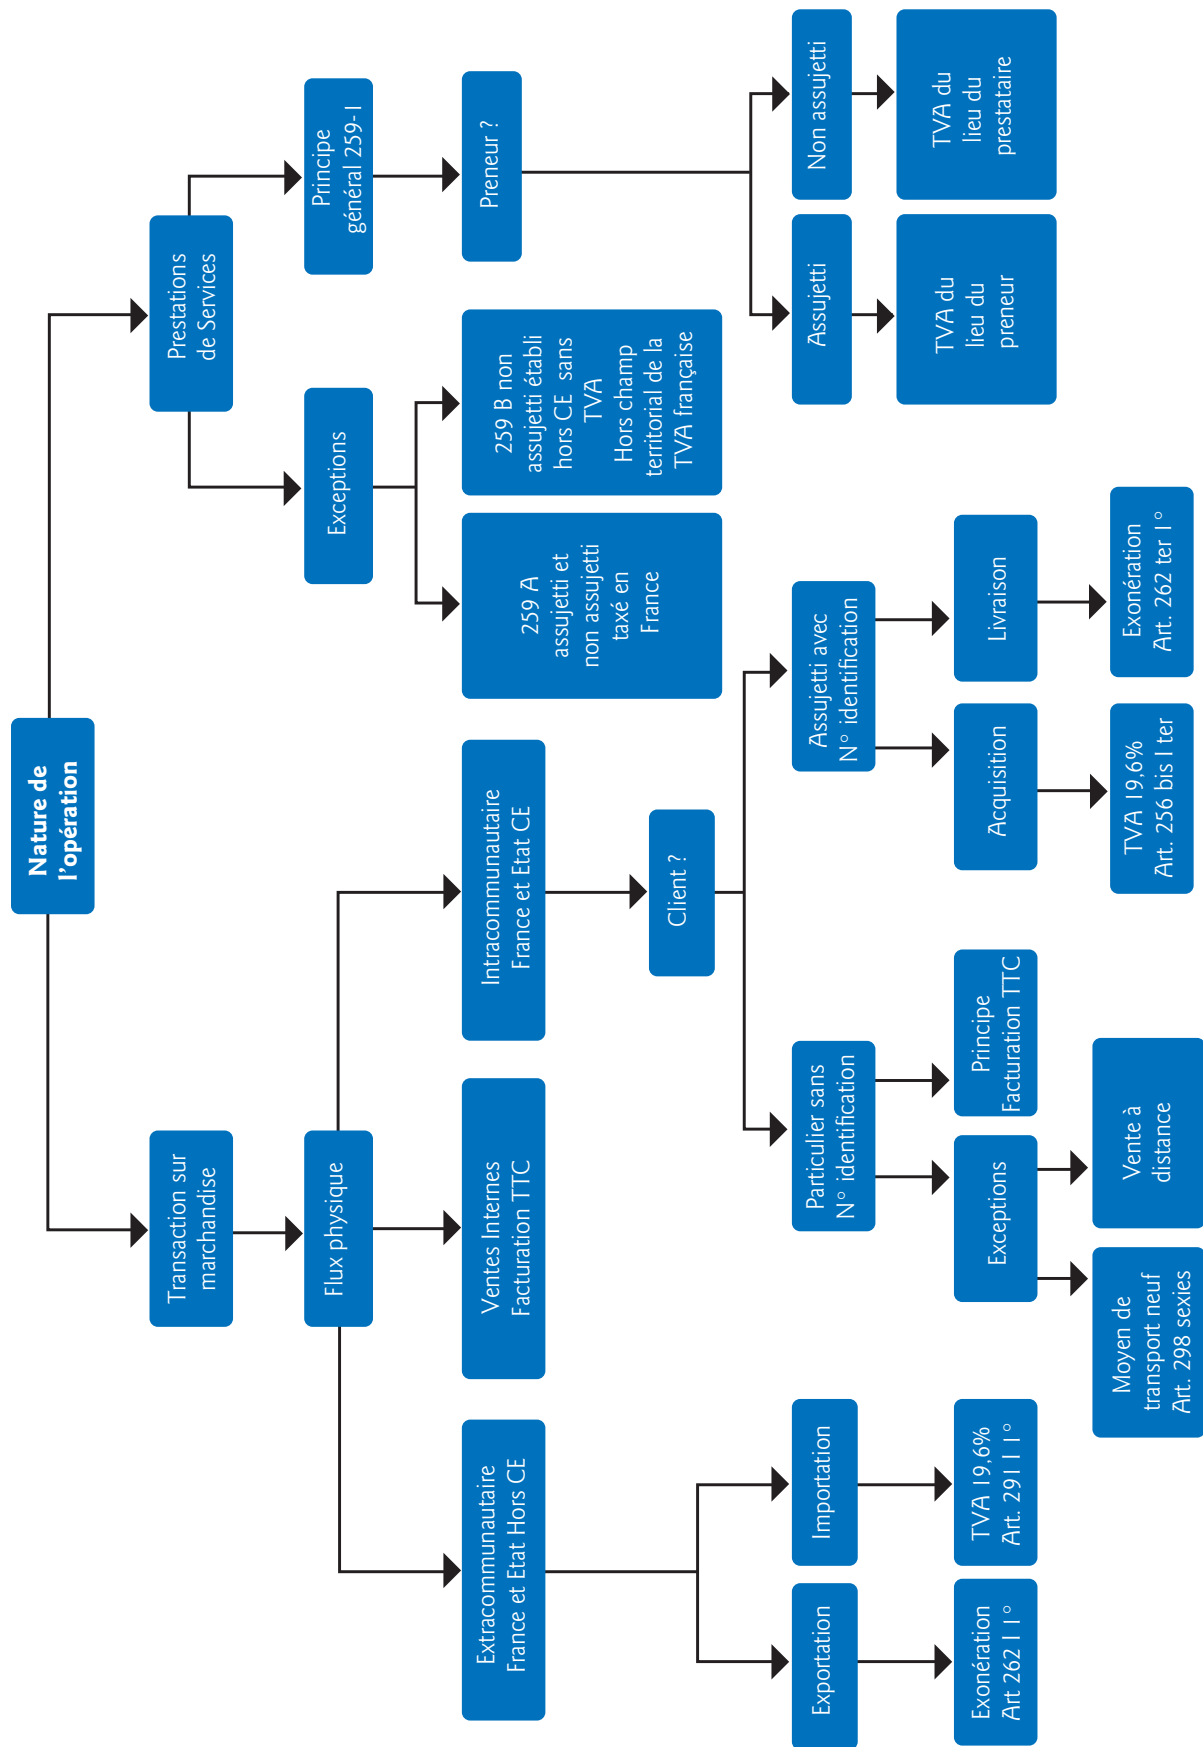 Nature de
l'opération
Transaction sur
marchandise
Prestations
de Services
Flux physique
Exceptions
Principe
général 259-1
Extracommunautaire
France et Etat Hors CE
Ventes Internes
Facturation TTC
Intracommunautaire
France et Etat CE
259 A
assujetti et
non assujetti
taxé en
France
259 B non
assujetti établi
hors CE sans
TVA
Hors champ
territorial de la
TVA française
Preneur ?
Client ?
Exportation
Importation
Particulier sans
N° identification
Assujetti avec
N° identification
Assujetti
Non assujetti
Exonération
Art 262 I 1°
TVA 19,6%
Art. 291 I 1°
Exceptions
Principe
Facturation TTC
Acquisition
Livraison
TVA du
lieu du
preneur
TVA du
lieu du
prestataire
Moyen de
transport neuf
Art. 298 sexies
Vente à
distance
TVA 19,6%
Art. 256 bis I ter
Exonération
Art. 262 ter I°